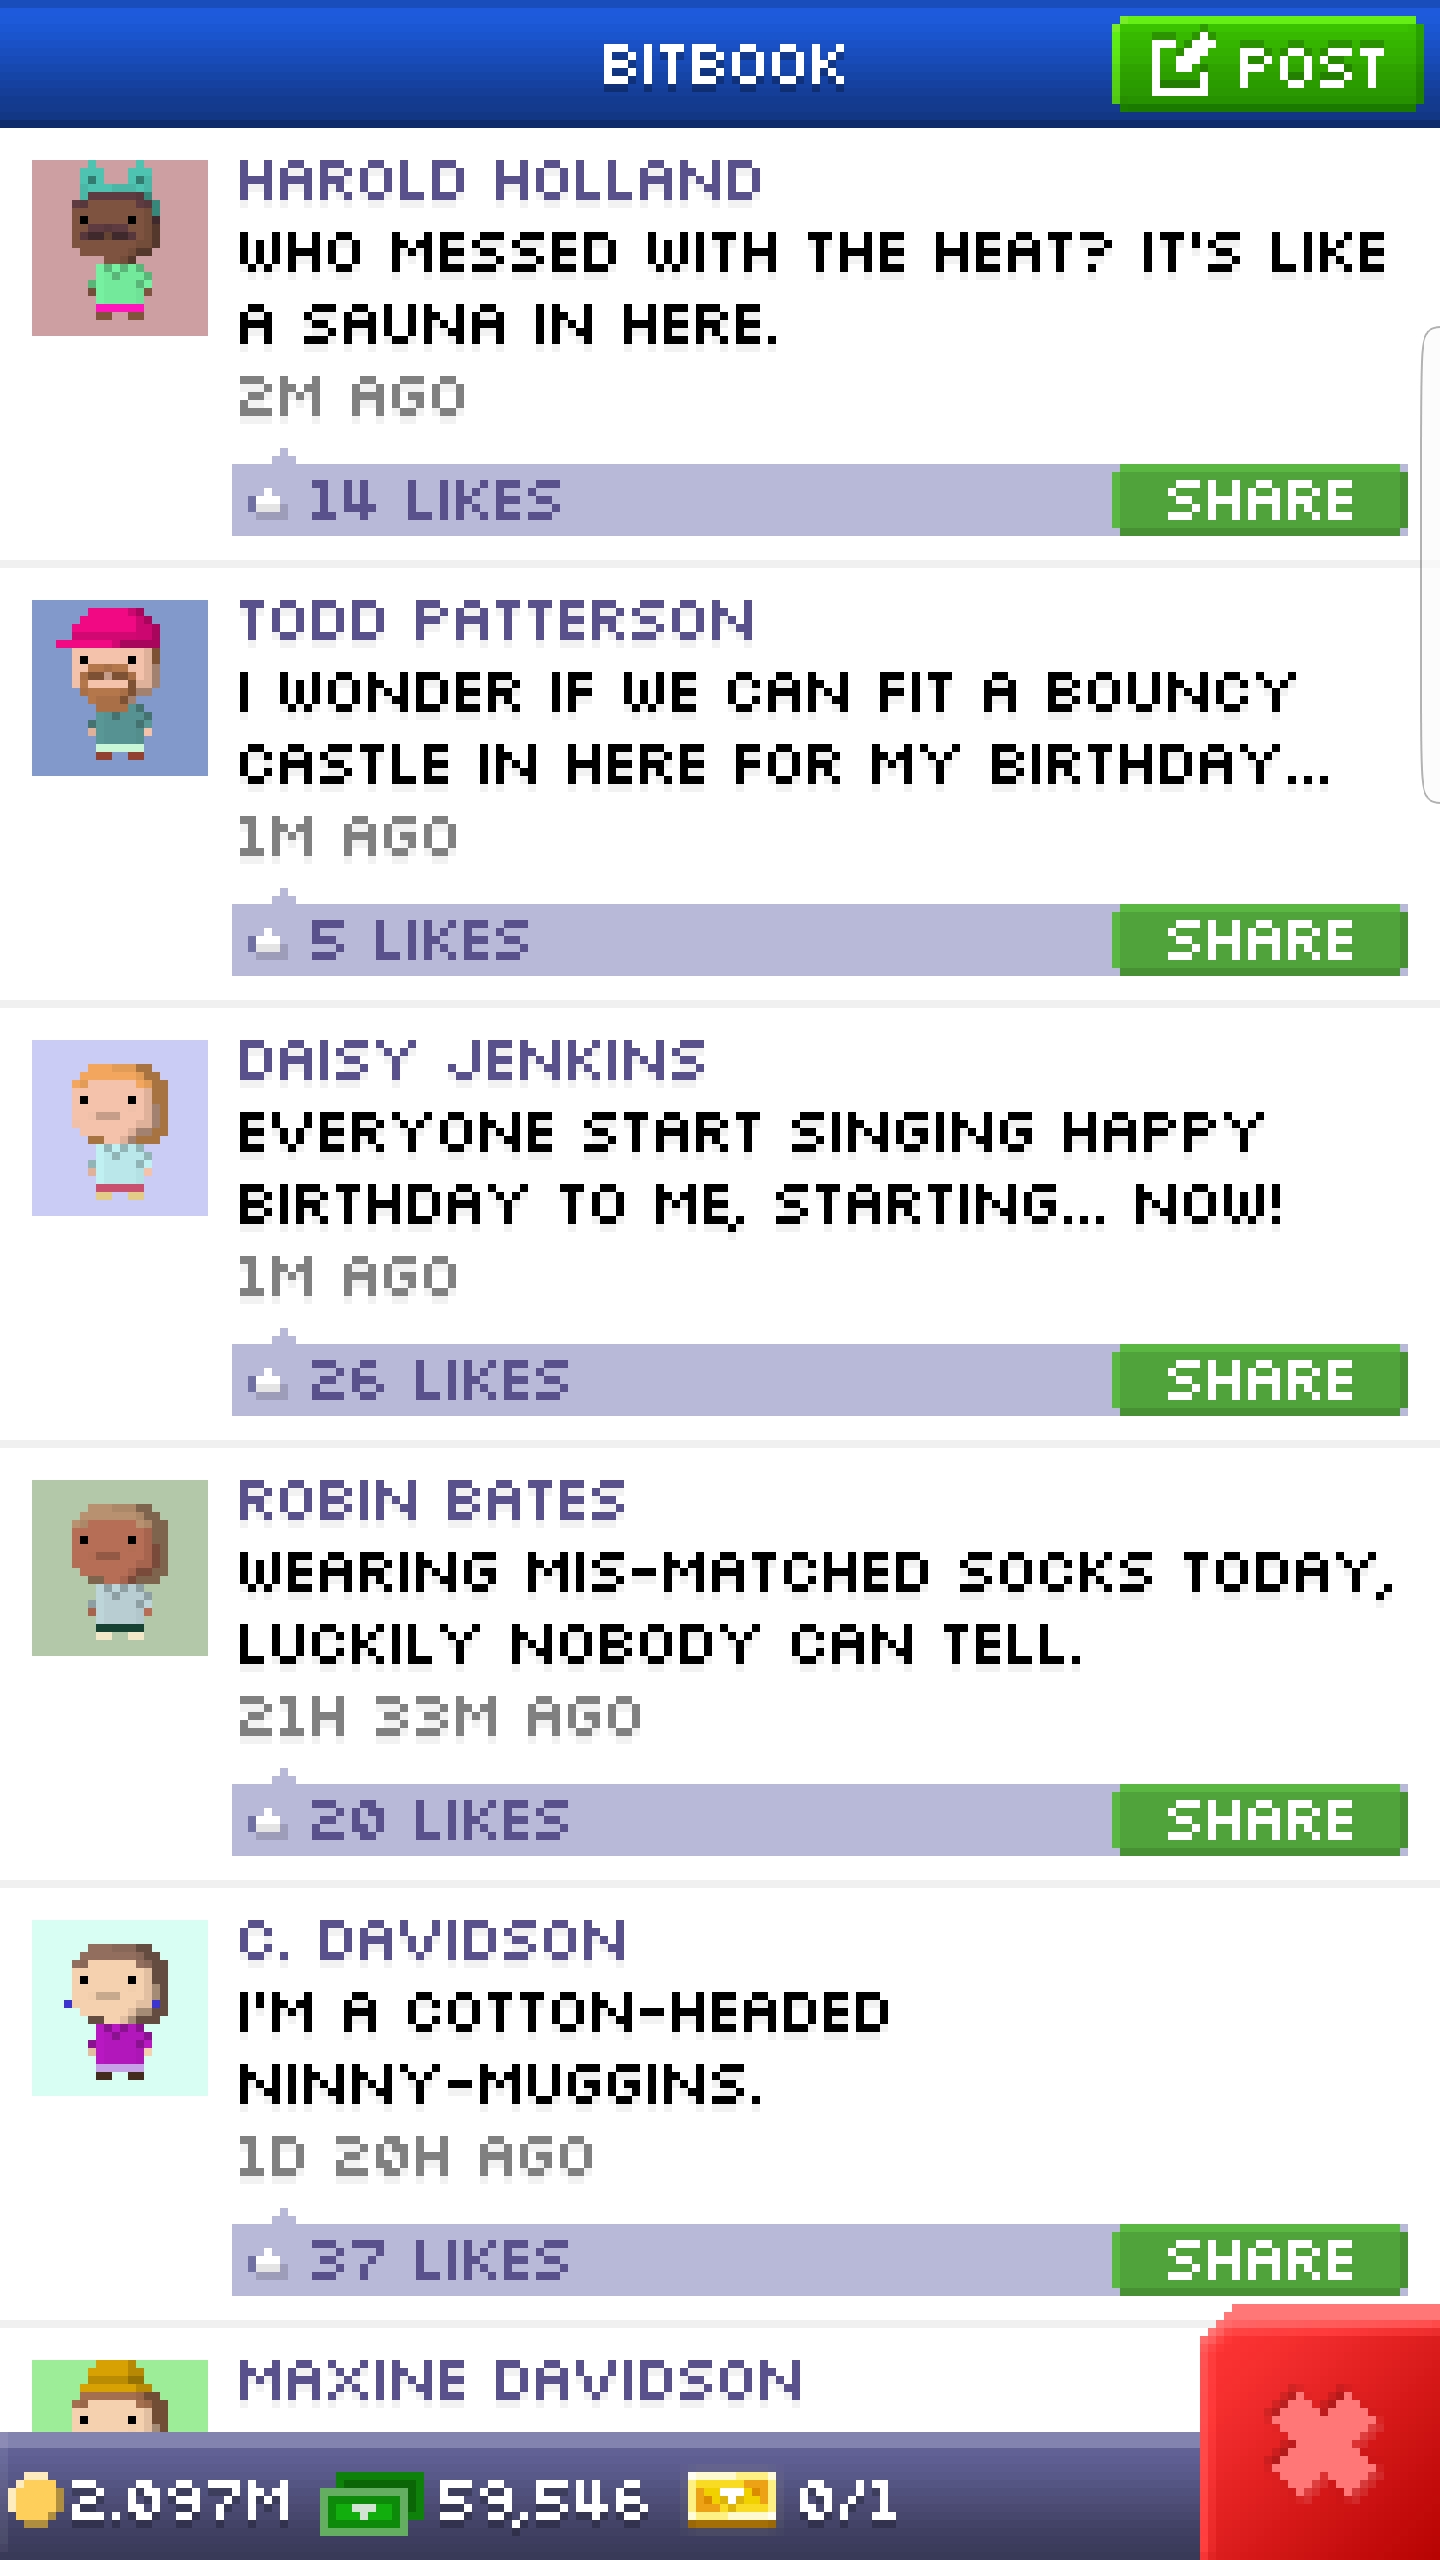 BITBOOK
POST
HAROLD HOLLAND
WHO MESSED WITH THE HEAT? IT'S LIKE
A SAUNA IN HERE.
2M AGO
14 LIKES
SHARE
TODD PATTERSON
I WONDER IF WE CAN FIT A BOUNCY
CASTLE IN HERE FOR MY BIRTHDAY...
1M AGO
5 LIKES
SHARE
DAISY JENKINS
EVERYONE START SINGING HAPPY
BIRTHDAY TO ME, STARTING... NOW!
1M AGO
26 LIKES
SHARE
ROBIN BATES
WEARING MIS-MATCHED SOCKS TODAY,
LUCKILY NOBODY CAN TELL.
21H 33M AGO
20 LIKES
SHARE
C. DAVIDSON
I'M A COTTON-HEADED
NINNY-MUGGINS.
1D 20H AGO
37 LIKES
SHARE
MAXINE DAVIDSON
2.097M
59,546
0/1